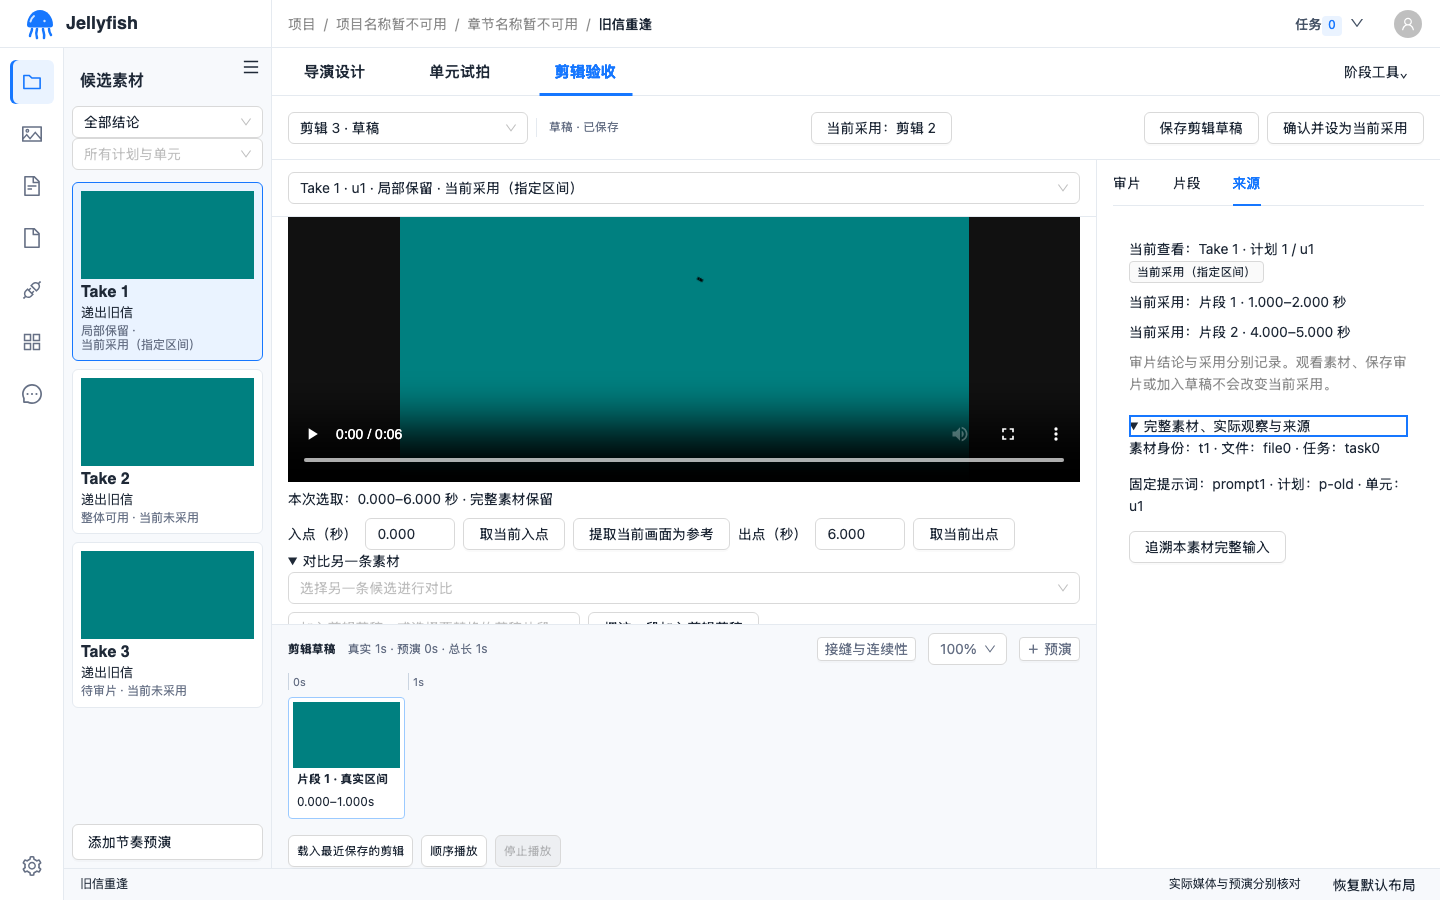 Jellyfish
项目 / 项目名称暂不可用 / 章节名称暂不可用 / 旧信重逢
任务 0
候选素材
全部结论
所有计划与单元
Take 1
递出旧信
局部保留 ·
当前采用（指定区间）
Take 2
递出旧信
整体可用 · 当前未采用
Take 3
递出旧信
待审片 · 当前未采用
添加节奏预演
导演设计
单元试拍
剪辑验收
阶段工具
剪辑 3 · 草稿
草稿 · 已保存
当前采用：剪辑 2
保存剪辑草稿
确认并设为当前采用
Take 1 · u1 · 局部保留 · 当前采用（指定区间）
0:00 / 0:06
本次选取：0.000–6.000 秒 · 完整素材保留
入点（秒） 0.000 取当前入点 提取当前画面为参考 出点（秒） 6.000 取当前出点
▼ 对比另一条素材
选择另一条候选进行对比
剪辑草稿 真实 1s · 预演 0s · 总长 1s
接缝与连续性 100% + 预演
0s 1s
片段 1 · 真实区间
0.000–1.000s
载入最近保存的剪辑 顺序播放 停止播放
审片 片段 来源
当前查看：Take 1 · 计划 1 / u1
当前采用（指定区间）
当前采用：片段 1 · 1.000–2.000 秒
当前采用：片段 2 · 4.000–5.000 秒
审片结论与采用分别记录。观看素材、保存审
片或加入草稿不会改变当前采用。
▼ 完整素材、实际观察与来源
素材身份：t1 · 文件：file0 · 任务：task0
固定提示词：prompt1 · 计划：p-old · 单元：
u1
追溯本素材完整输入
旧信重逢
实际媒体与预演分别核对
恢复默认布局